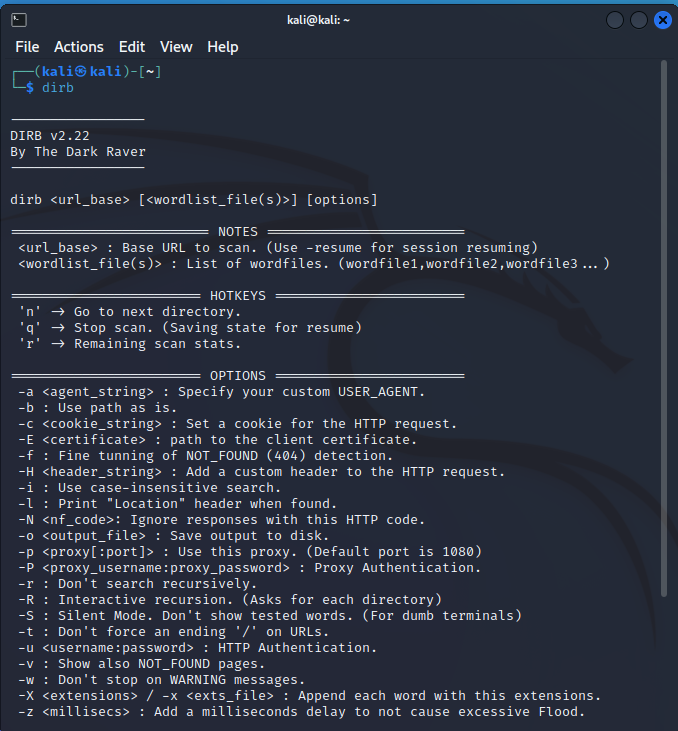 kali@kali: ~
File Actions Edit View Help
┌──(kali㉿kali)-[~]
└─$ dirb
-----------------
DIRB v2.22
By The Dark Raver
-----------------
dirb <url_base> [<wordlist_file(s)>] [options]
========================= NOTES =========================
<url_base> : Base URL to scan. (Use -resume for session resuming)
<wordlist_file(s)> : List of wordfiles. (wordfile1,wordfile2,wordfile3...)
======================== HOTKEYS ========================
'n' -> Go to next directory.
'q' -> Stop scan. (Saving state for resume)
'r' -> Remaining scan stats.
======================== OPTIONS ========================
-a <agent_string> : Specify your custom USER_AGENT.
-b : Use path as is.
-c <cookie_string> : Set a cookie for the HTTP request.
-E <certificate> : path to the client certificate.
-f : Fine tunning of NOT_FOUND (404) detection.
-H <header_string> : Add a custom header to the HTTP request.
-i : Use case-insensitive search.
-l : Print "Location" header when found.
-N <nf_code>: Ignore responses with this HTTP code.
-o <output_file> : Save output to disk.
-p <proxy[:port]> : Use this proxy. (Default port is 1080)
-P <proxy_username:proxy_password> : Proxy Authentication.
-r : Don't search recursively.
-R : Interactive recursion. (Asks for each directory)
-S : Silent Mode. Don't show tested words. (For dumb terminals)
-t : Don't force an ending '/' on URLs.
-u <username:password> : HTTP Authentication.
-v : Show also NOT_FOUND pages.
-w : Don't stop on WARNING messages.
-X <extensions> / -x <exts_file> : Append each word with this extensions.
-z <millisecs> : Add a milliseconds delay to not cause excessive Flood.